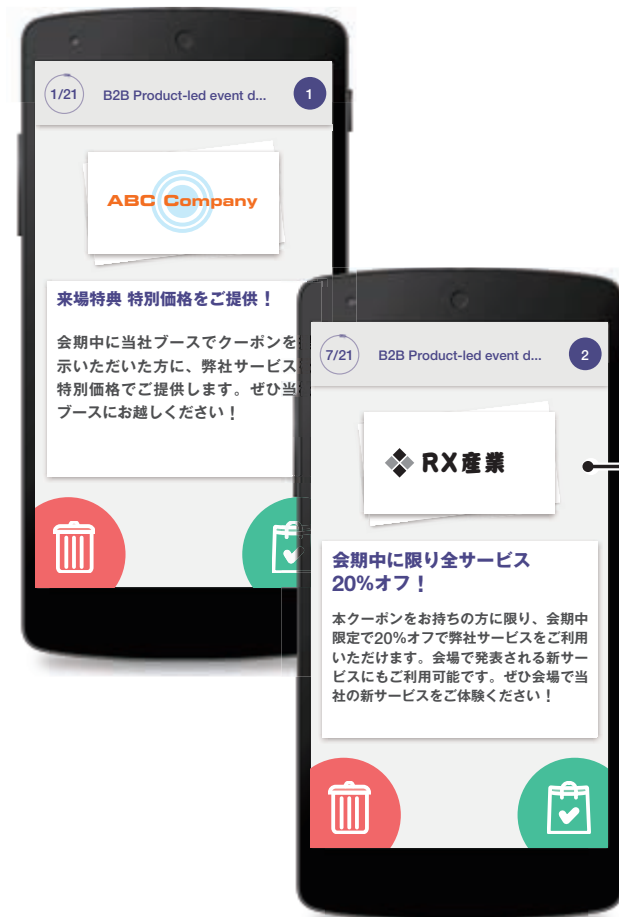 1/21
B2B Product-led event d...
1
ABC Company
来場特典 特別価格をご提供！
会期中に当社ブースでクーポンを
示いただいた方に、弊社サービス
特別価格でご提供します。ぜひ当
ブースにお越しください！
7/21
B2B Product-led event d...
2
RX産業
会期中に限り全サービス
20%オフ！
本クーポンをお持ちの方に限り、会期中
限定で20%オフで弊社サービスをご利用
いただけます。会場で発表される新サー
ビスにもご利用可能です。ぜひ会場で当
社の新サービスをご体験ください！